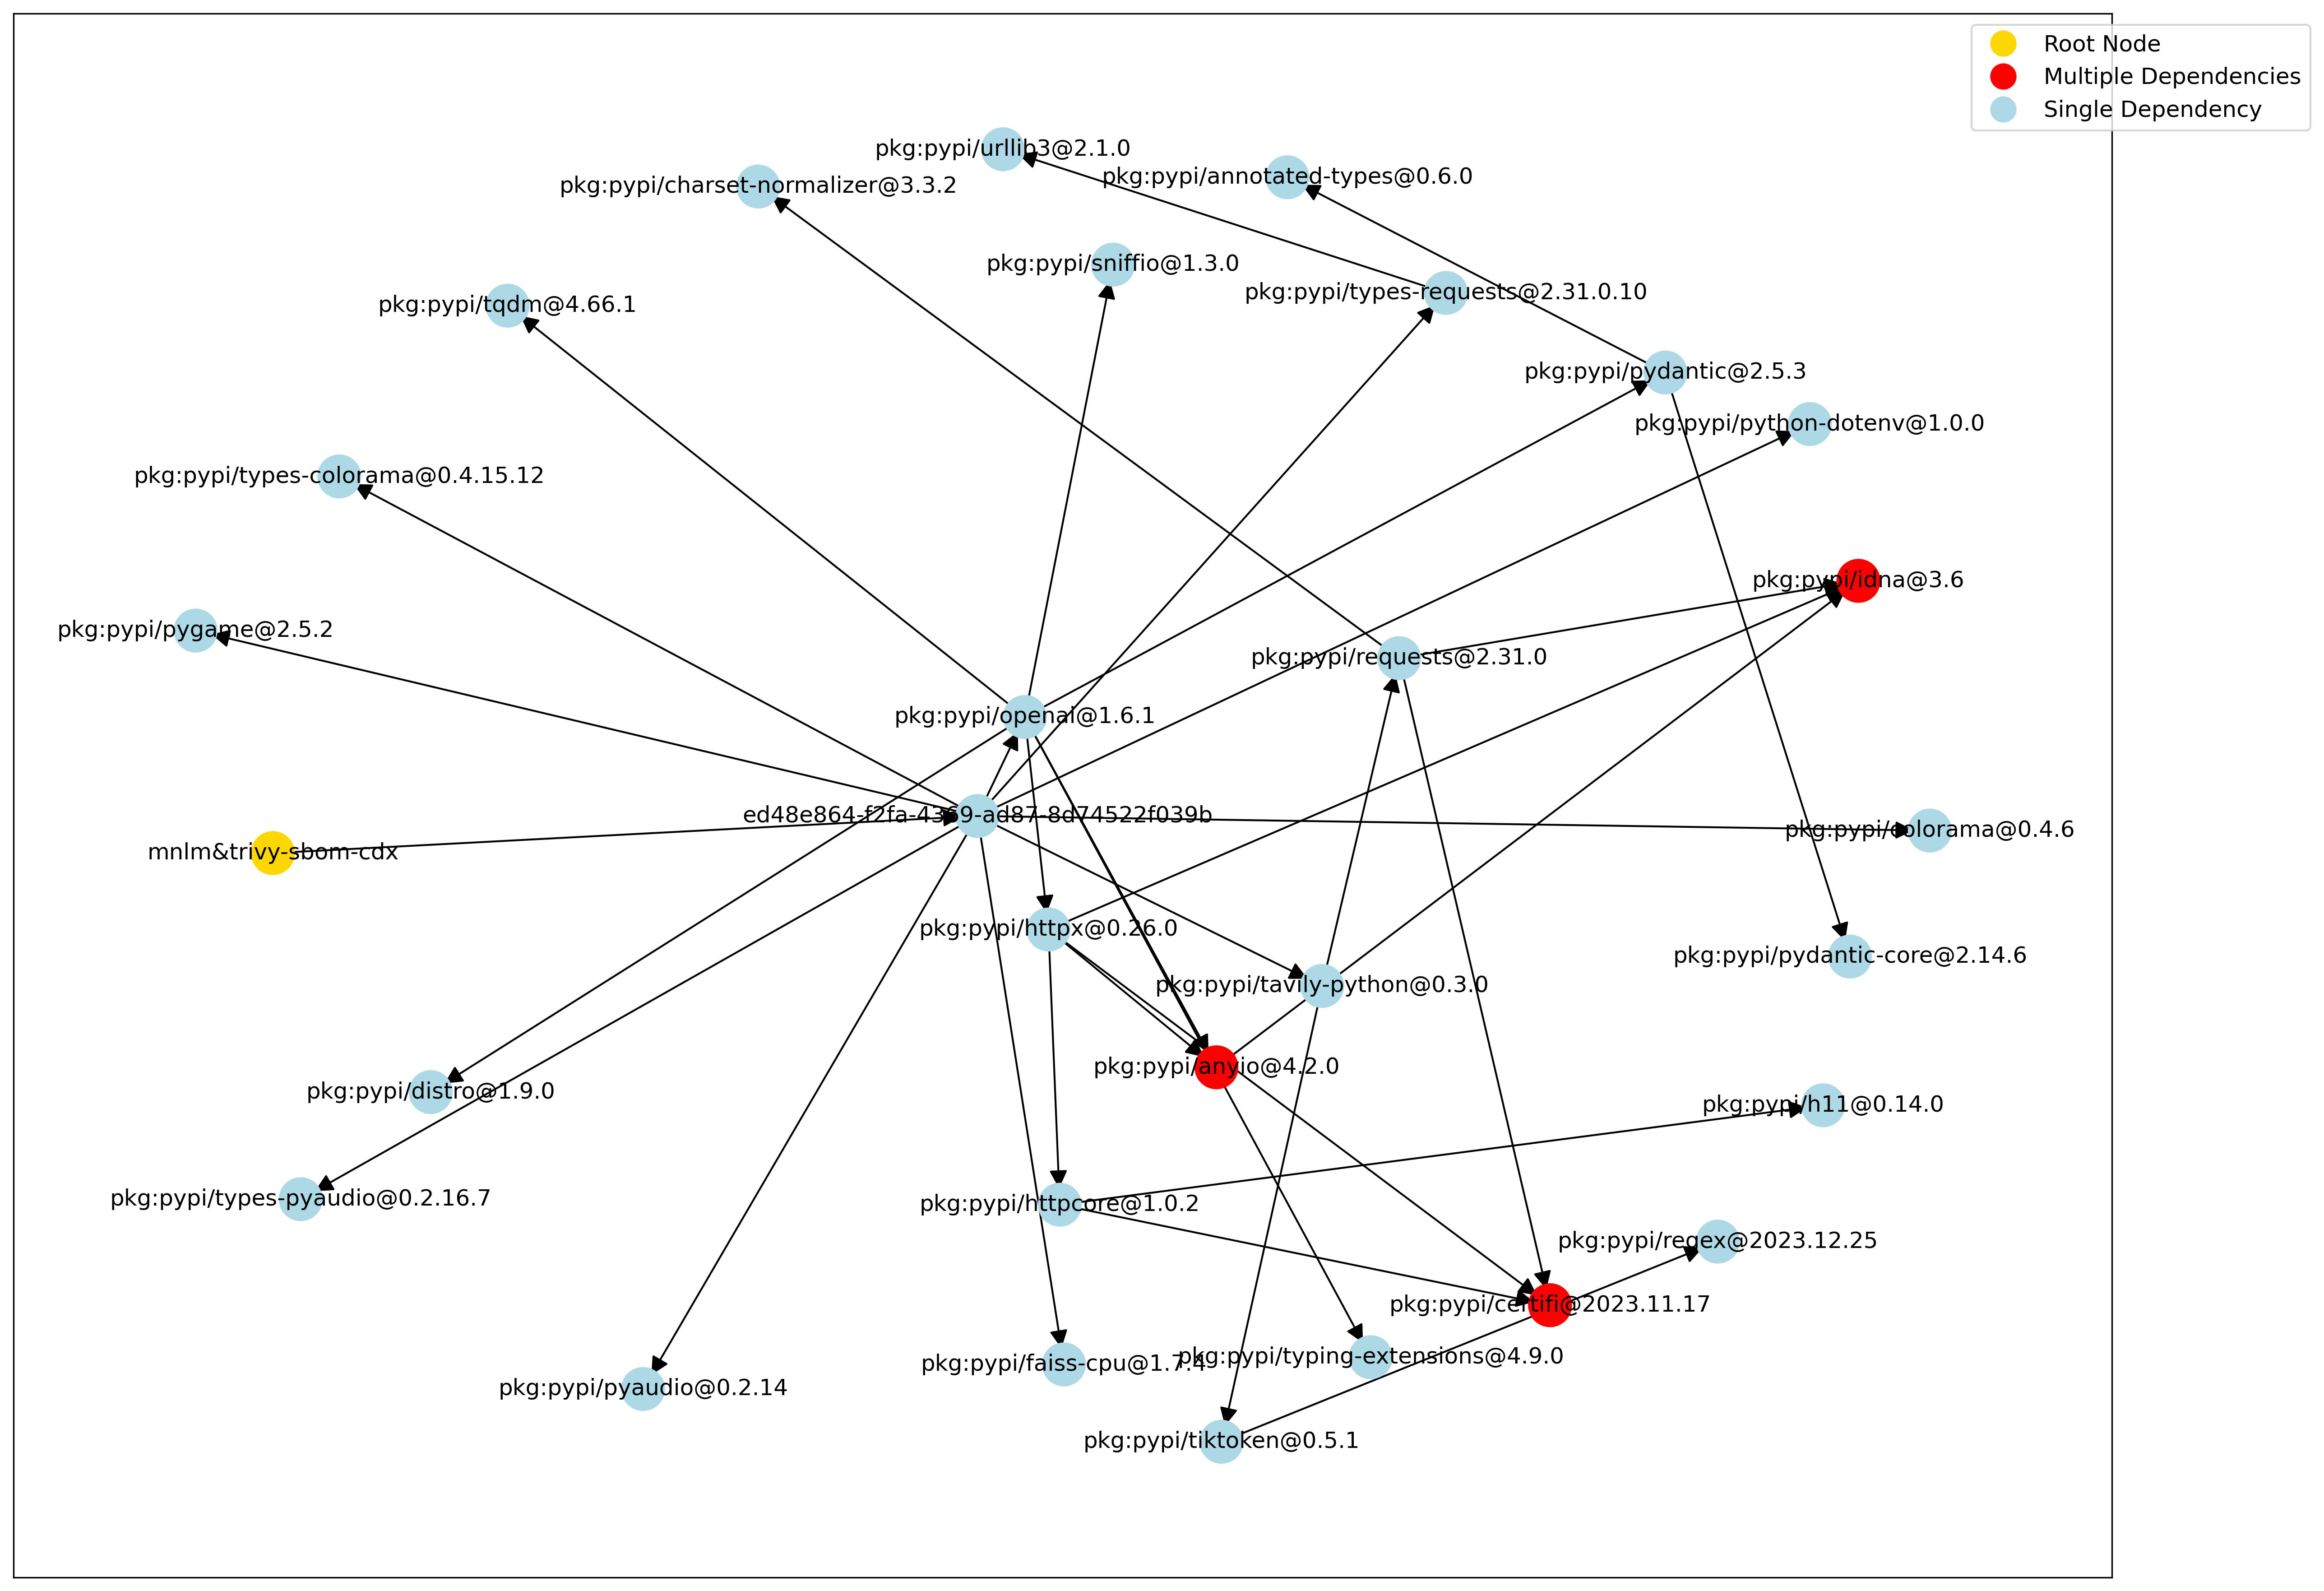 Root Node
Multiple Dependencies
Single Dependency
pkg:pypi/urllib3@2.1.0
pkg:pypi/annotated-types@0.6.0
pkg:pypi/charset-normalizer@3.3.2
pkg:pypi/sniffio@1.3.0
pkg:pypi/types-requests@2.31.0.10
pkg:pypi/tqdm@4.66.1
pkg:pypi/pydantic@2.5.3
pkg:pypi/python-dotenv@1.0.0
pkg:pypi/types-colorama@0.4.15.12
pkg:pypi/idna@3.6
pkg:pypi/pygame@2.5.2
pkg:pypi/requests@2.31.0
pkg:pypi/openai@1.6.1
ed48e864-f2fa-4369-ad87-8d74522f039b
pkg:pypi/colorama@0.4.6
mnlm&trivy-sbom-cdx
pkg:pypi/httpx@0.26.0
pkg:pypi/pydantic-core@2.14.6
pkg:pypi/tavily-python@0.3.0
pkg:pypi/anyio@4.2.0
pkg:pypi/distro@1.9.0
pkg:pypi/h11@0.14.0
pkg:pypi/types-pyaudio@0.2.16.7
pkg:pypi/httpcore@1.0.2
pkg:pypi/regex@2023.12.25
pkg:pypi/certifi@2023.11.17
pkg:pypi/faiss-cpu@1.7.4
pkg:pypi/typing-extensions@4.9.0
pkg:pypi/pyaudio@0.2.14
pkg:pypi/tiktoken@0.5.1